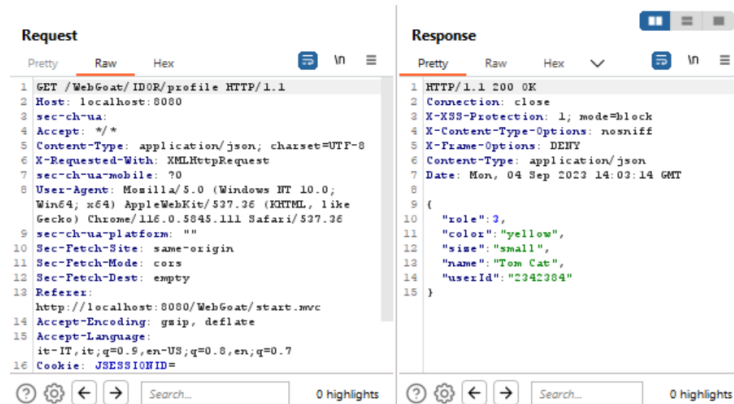 Request
Pretty Raw Hex \n
1 GET /WebGoat/IDOR/profile HTTP/1.1
2 Host: localhost:8080
3 sec-ch-ua:
4 Accept: */*
5 Content-Type: application/json; charset=UTF-8
6 X-Requested-With: XMLHttpRequest
7 sec-ch-ua-mobile: ?0
8 User-Agent: Mozilla/5.0 (Windows NT 10.0;
Win64; x64) AppleWebKit/537.36 (KHTML, like
Gecko) Chrome/116.0.5845.111 Safari/537.36
9 sec-ch-ua-platform: ""
10 Sec-Fetch-Site: same-origin
11 Sec-Fetch-Mode: cors
12 Sec-Fetch-Dest: empty
13 Referer:
http://localhost:8080/WebGoat/start.mvc
14 Accept-Encoding: gzip, deflate
15 Accept-Language:
it-IT,it;q=0.9,en-US;q=0.8,en;q=0.7
16 Cookie: JSESSIONID=
Search... 0 highlights
Response
Pretty Raw Hex \n
1 HTTP/1.1 200 OK
2 Connection: close
3 X-XSS-Protection: 1; mode=block
4 X-Content-Type-Options: nosniff
5 X-Frame-Options: DENY
6 Content-Type: application/json
7 Date: Mon, 04 Sep 2023 14:03:14 GMT
8
9 {
10 "role":3,
11 "color":"yellow",
12 "size":"small",
13 "name":"Tom Cat",
14 "userId":"2342384"
15 }
Search... 0 highlights